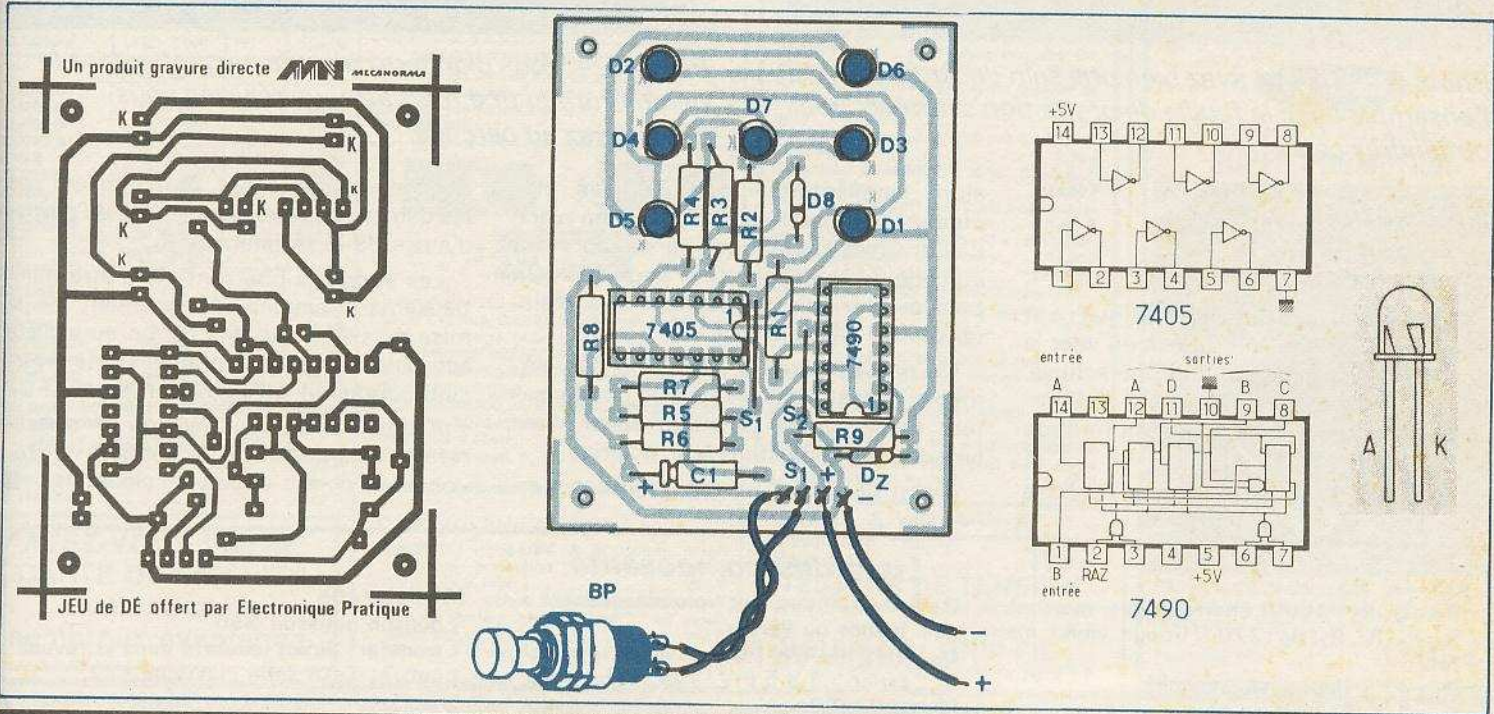 Un produit gravure directe MN MECANORMA
K
K
K
K
K
K
K
JEU de DÉ offert par Electronique Pratique
D2
D6
D7
D4
D3
D5
D1
K
R4
R3
R2
D8
R8
7405
1
R1
7490
1
R7
R5
R6
S1
S2
R9
+
C1
S1
+
−
DZ
BP
−
+
+5V
14 13 12 11 10 9 8
1 2 3 4 5 6 7
7405
entrée
sorties
A A D B C
14 13 12 11 10 9 8
1 2 3 4 5 6 7
B RAZ +5V
entrée
7490
A K